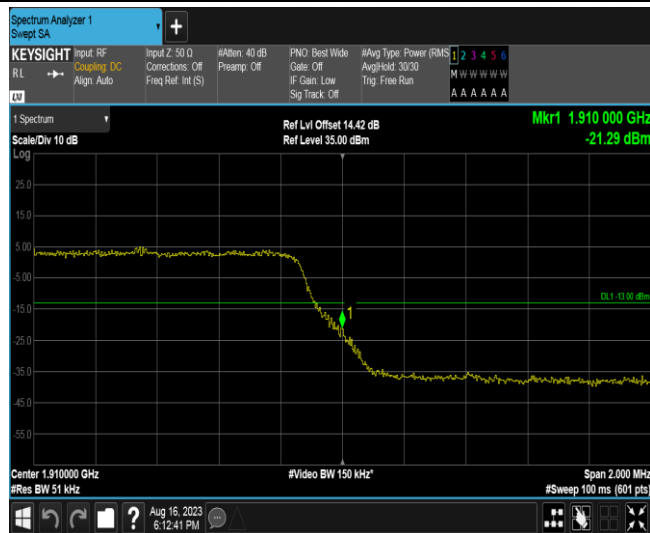 Spectrum Analyzer 1
Swept SA
+
KEYSIGHT
RL
Input: RF
Coupling: DC
Align: Auto
Input Z: 50 Ω
Corrections: Off
Freq Ref: Int (S)
#Atten: 40 dB
Preamp: Off
PNO: Best Wide
Gate: Off
IF Gain: Low
Sig Track: Off
#Avg Type: Power (RMS
Avg|Hold: 30/30
Trig: Free Run
1 2 3 4 5 6
M W W W W W
A A A A A A
1 Spectrum
Scale/Div 10 dB
Log
Ref Lvl Offset 14.42 dB
Ref Level 35.00 dBm
Mkr1 1.910 000 GHz
-21.29 dBm
25.0
15.0
5.00
-5.00
DL1 -13.00 dBm
-15.0
1
-25.0
-35.0
-45.0
-55.0
Center 1.910000 GHz
#Video BW 150 kHz*
Span 2.000 MHz
#Res BW 51 kHz
#Sweep 100 ms (601 pts)
?
Aug 16, 2023
6:12:41 PM